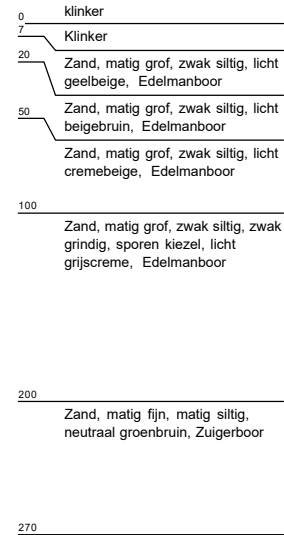 klinker
0
7
Klinker
20
Zand, matig grof, zwak siltig, licht
geelbeige, Edelmanboor
Zand, matig grof, zwak siltig, licht
beigebruin, Edelmanboor
50
Zand, matig grof, zwak siltig, licht
cremebeige, Edelmanboor
100
Zand, matig grof, zwak siltig, zwak
grindig, sporen kiezel, licht
grijscreme, Edelmanboor
200
Zand, matig fijn, matig siltig,
neutraal groenbruin, Zuigerboor
270